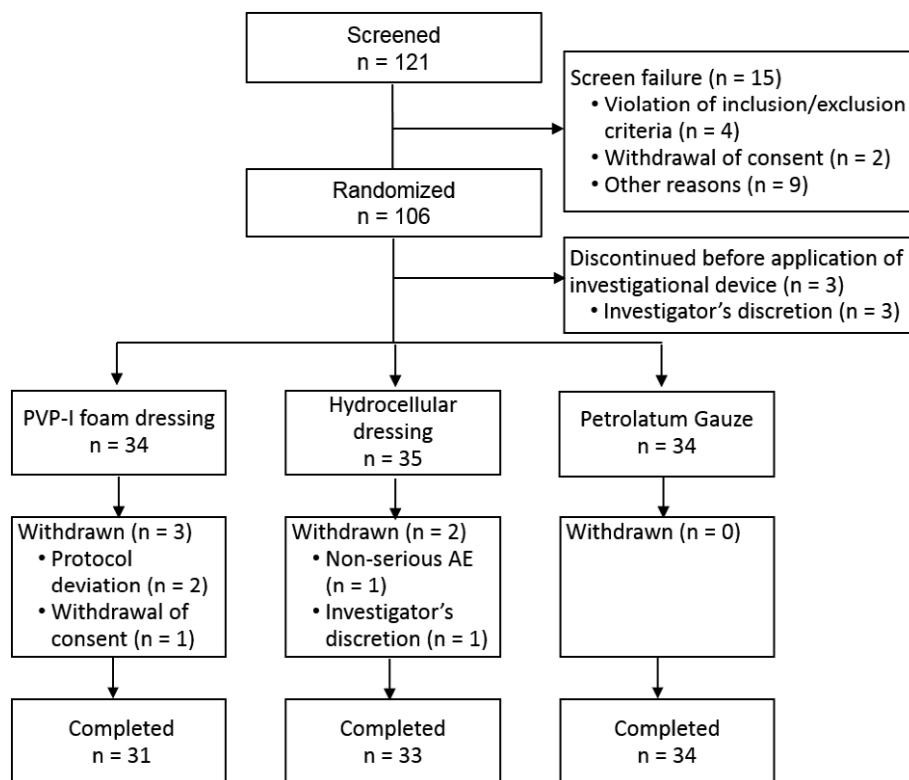 Screened
n = 121
Screen failure (n = 15)
• Violation of inclusion/exclusion
criteria (n = 4)
• Withdrawal of consent (n = 2)
• Other reasons (n = 9)
Randomized
n = 106
Discontinued before application of
investigational device (n = 3)
• Investigator’s discretion (n = 3)
PVP-I foam dressing
n = 34
Hydrocellular
dressing
n = 35
Petrolatum Gauze
n = 34
Withdrawn (n = 3)
• Protocol
deviation (n = 2)
• Withdrawal of
consent (n = 1)
Withdrawn (n = 2)
• Non-serious AE
(n = 1)
• Investigator’s
discretion (n = 1)
Withdrawn (n = 0)
Completed
n = 31
Completed
n = 33
Completed
n = 34